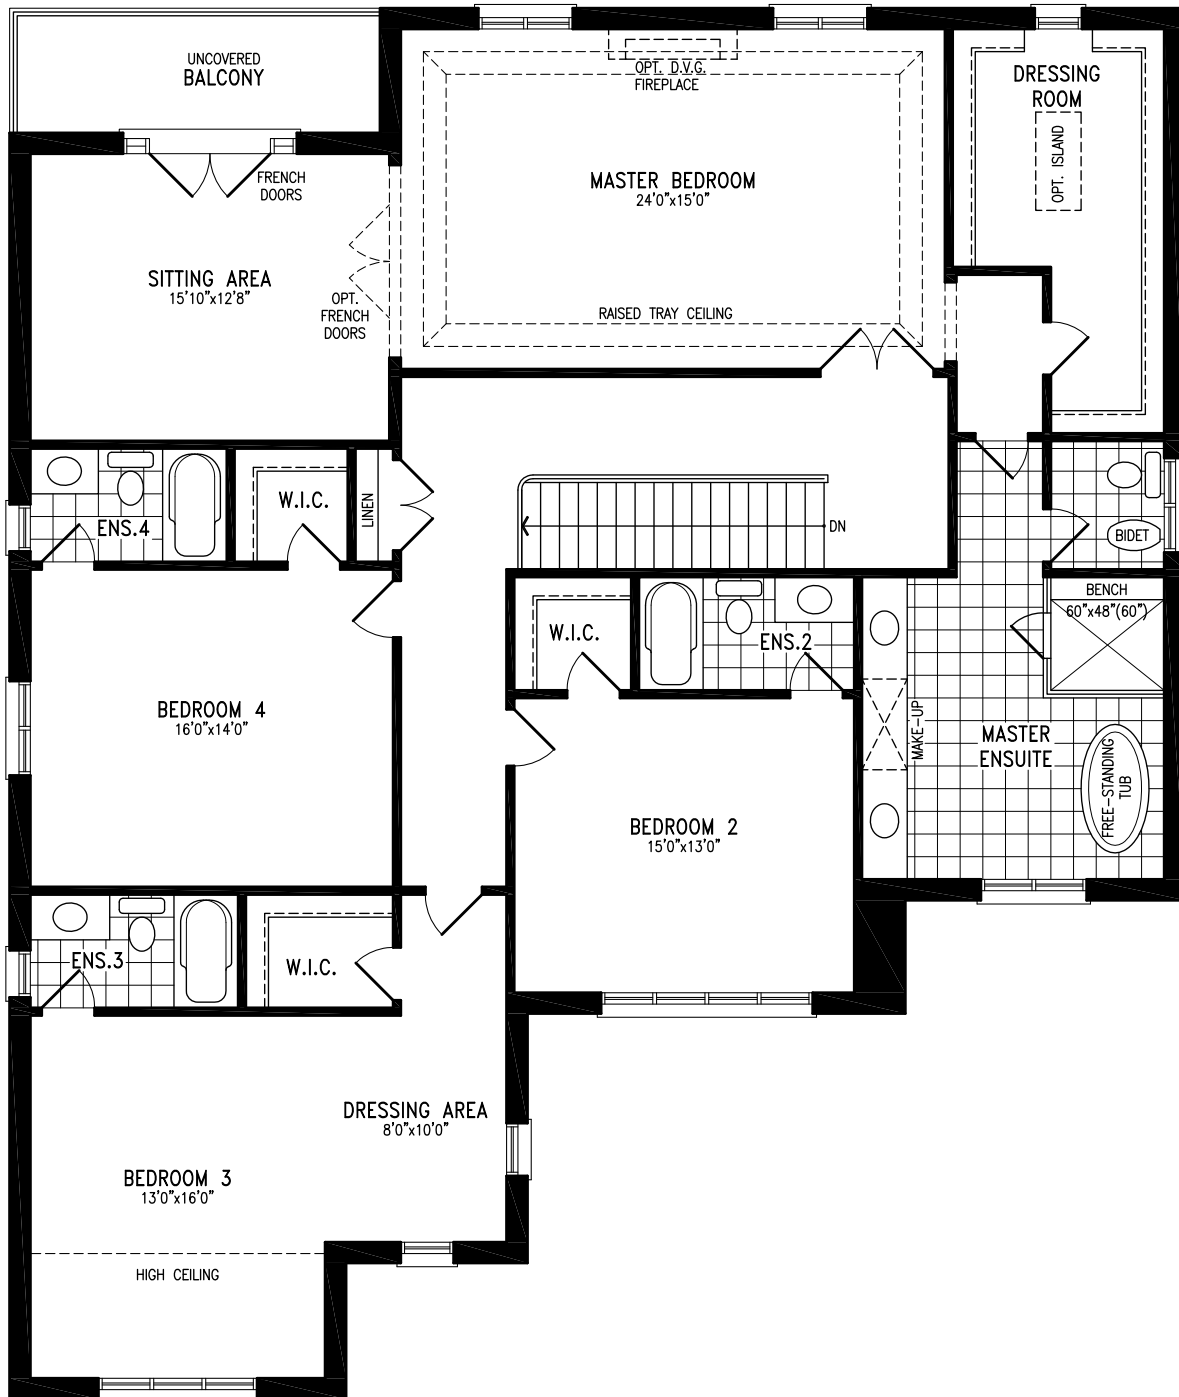 UNCOVERED
BALCONY
OPT. D.V.G.
FIREPLACE
DRESSING
ROOM
OPT. ISLAND
FRENCH
DOORS
MASTER BEDROOM
24'0"x15'0"
SITTING AREA
15'10"x12'8"
OPT.
FRENCH
DOORS
RAISED TRAY CEILING
ENS.4
W.I.C.
LINEN
DN
BIDET
BENCH
60"x48"(60")
W.I.C.
ENS.2
BEDROOM 4
16'0"x14'0"
MAKE-UP
MASTER
ENSUITE
FREE-STANDING
TUB
BEDROOM 2
15'0"x13'0"
ENS.3
W.I.C.
DRESSING AREA
8'0"x10'0"
BEDROOM 3
13'0"x16'0"
HIGH CEILING